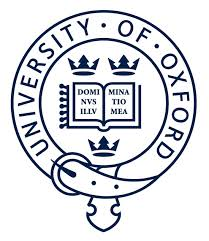 UNIVERSITY · OF · OXFORD
DOMI
NVS
ILLV
MINA
TIO
MEA